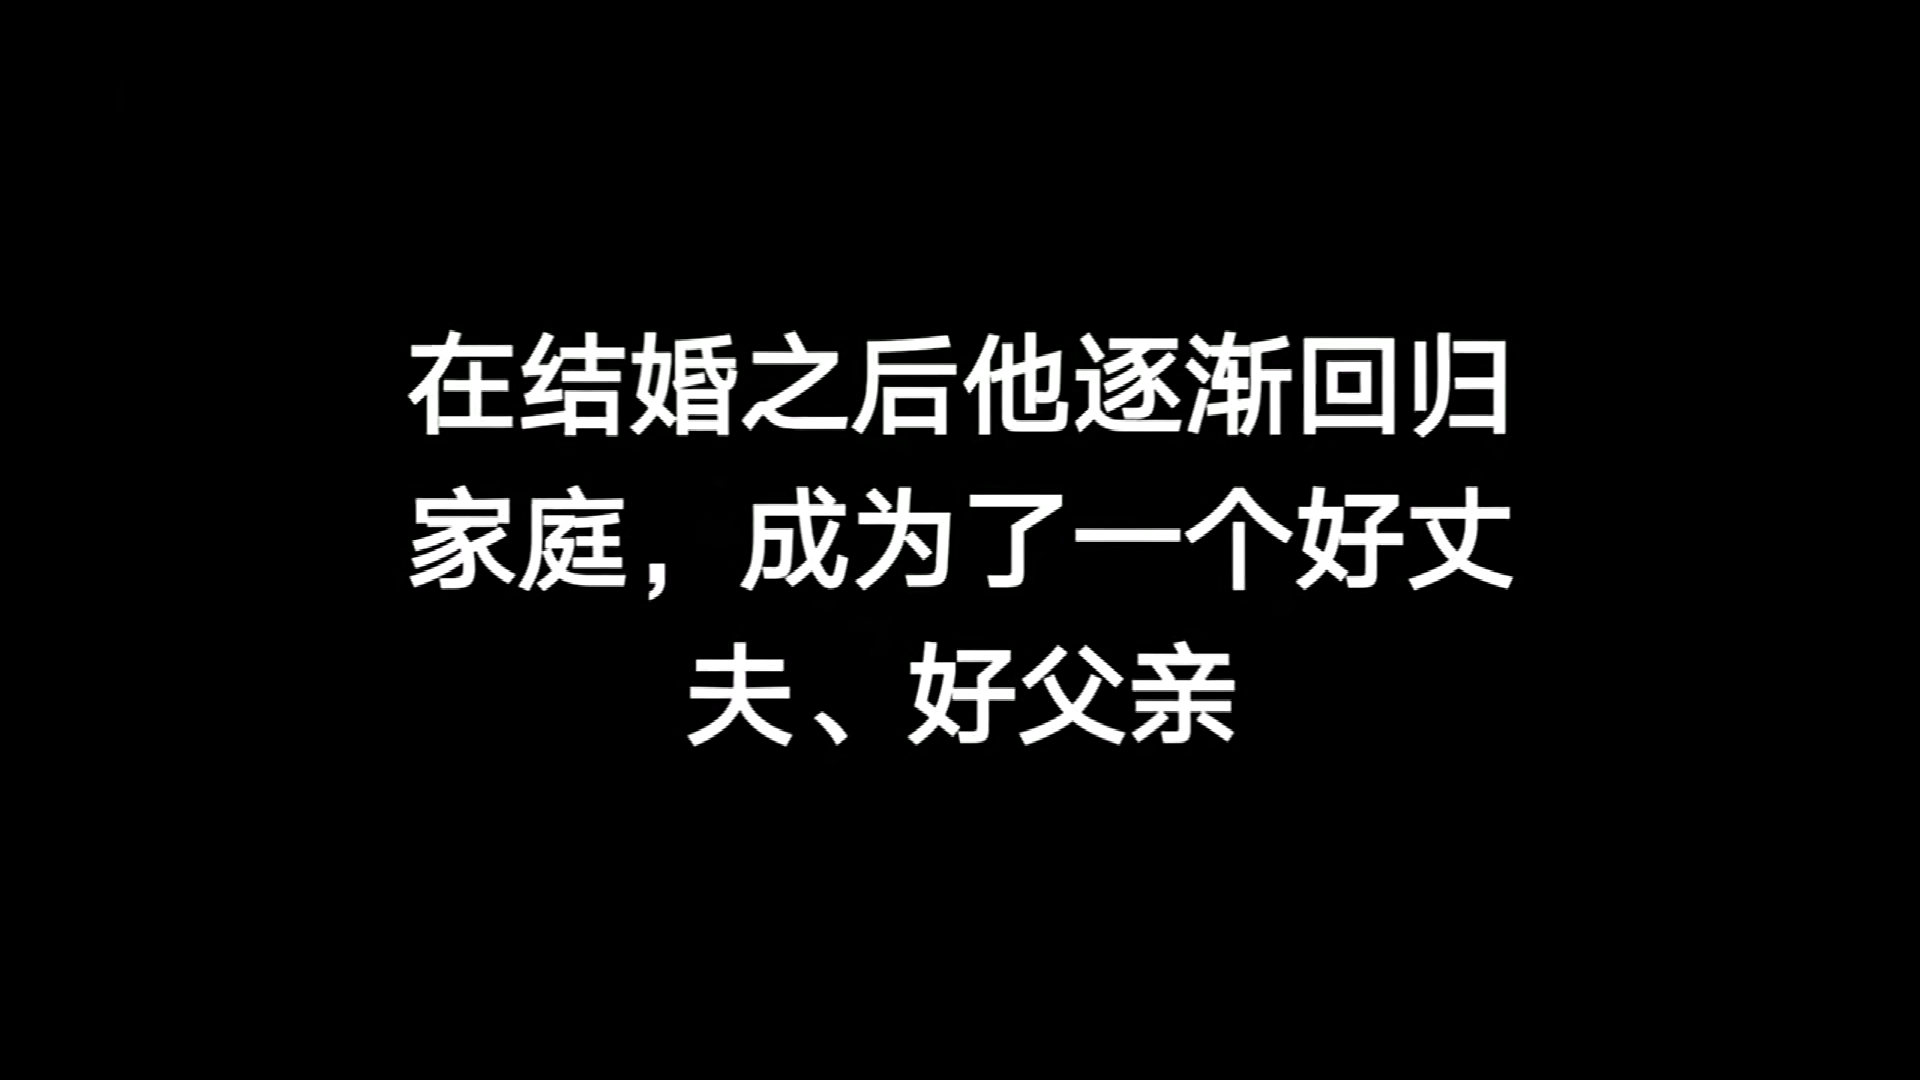 在结婚之后他逐渐回归
家庭，成为了一个好丈
夫、好父亲